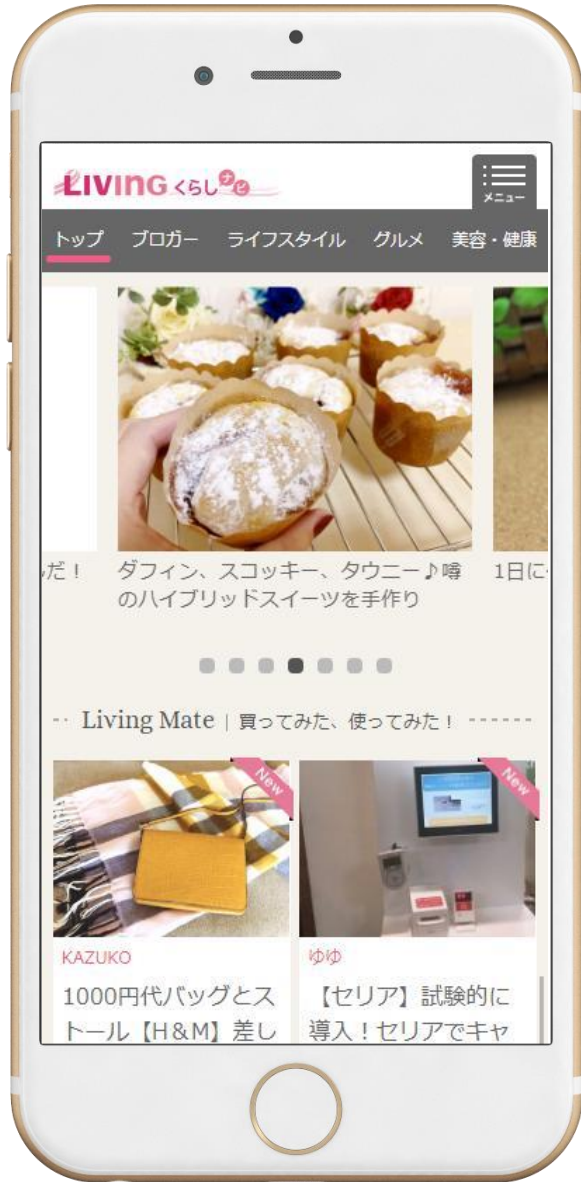 LIVING くらしナビ
メニュー
トップ ブロガー ライフスタイル グルメ 美容・健康
だ！
ダフィン、スコッキー、タウニー♪噂
のハイブリッドスイーツを手作り
1日に
Living Mate | 買ってみた、使ってみた！
New
New
KAZUKO
1000円代バッグとス
トール【H&M】差し
ゆゆ
【セリア】試験的に
導入！セリアでキャ